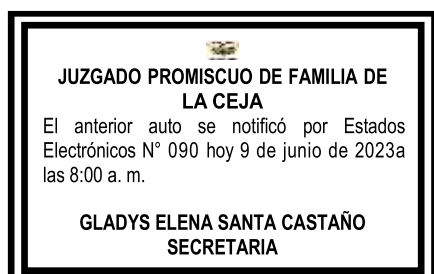 JUZGADO PROMISCUO DE FAMILIA DE
LA CEJA
El anterior auto se notificó por Estados
Electrónicos N° 090 hoy 9 de junio de 2023a
las 8:00 a. m.
GLADYS ELENA SANTA CASTAÑO
SECRETARIA